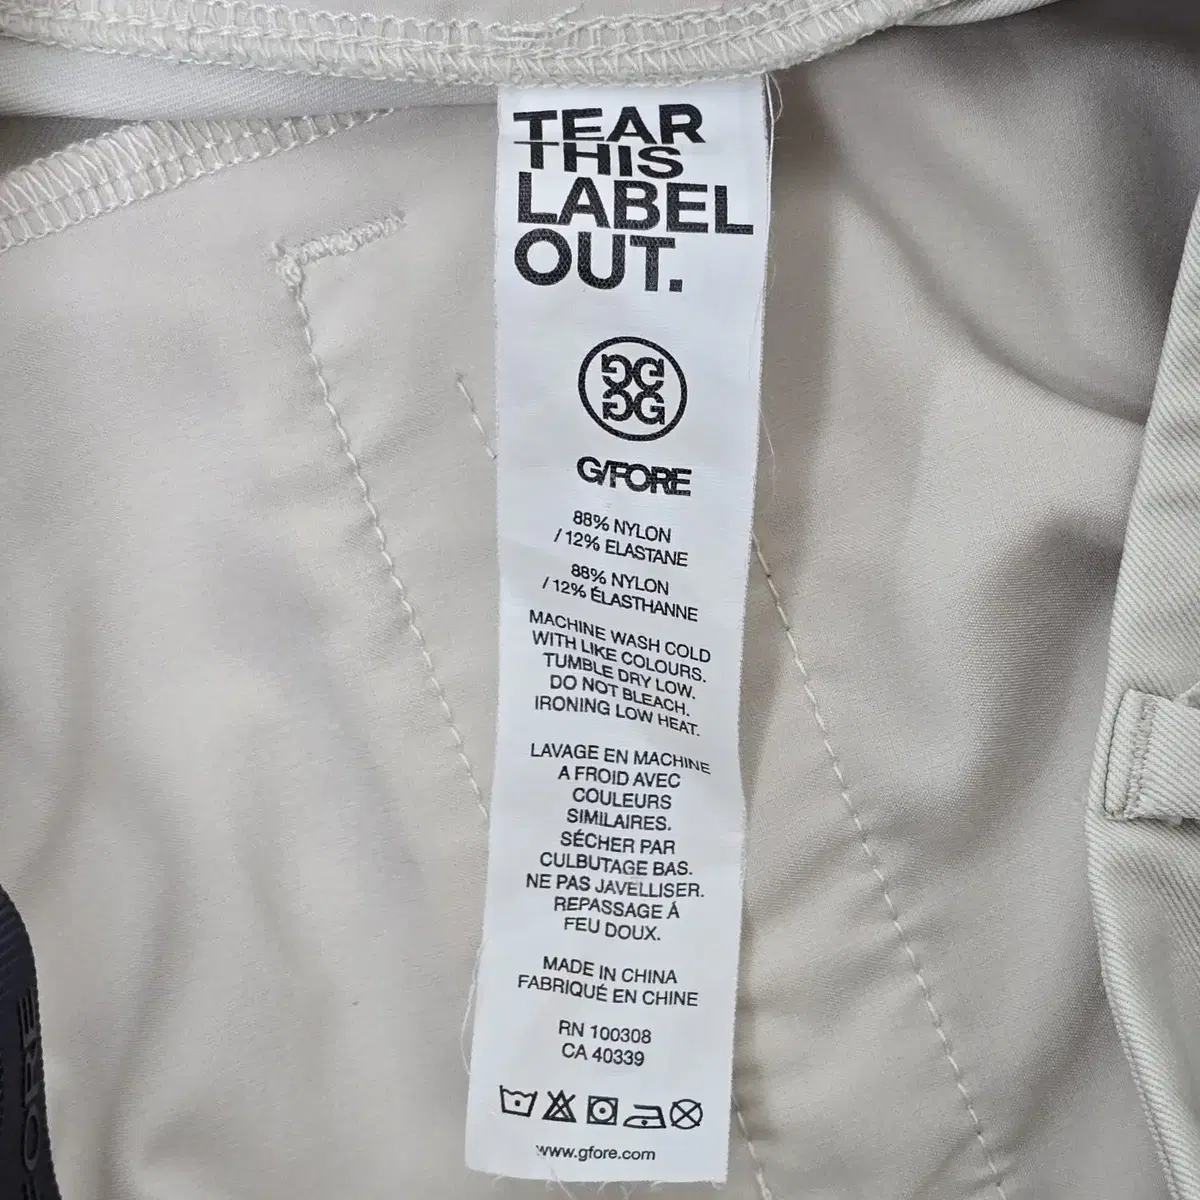 TEAR
THIS
LABEL
OUT.
G/FORE
88% NYLON
/ 12% ELASTANE
88% NYLON
/ 12% ÉLASTHANNE
MACHINE WASH COLD
WITH LIKE COLOURS.
TUMBLE DRY LOW.
DO NOT BLEACH.
IRONING LOW HEAT.
LAVAGE EN MACHINE
A FROID AVEC
COULEURS
SIMILAIRES.
SÉCHER PAR
CULBUTAGE BAS.
NE PAS JAVELLISER.
REPASSAGE À
FEU DOUX.
MADE IN CHINA
FABRIQUÉ EN CHINE
RN 100308
CA 40339
www.gfore.com
FORE